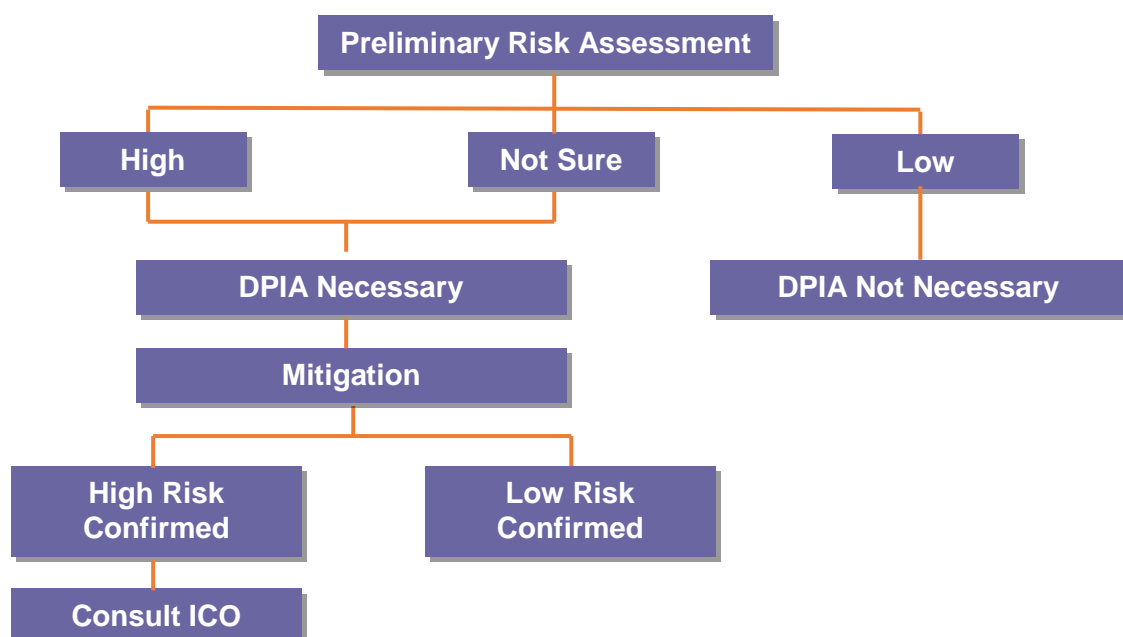 Preliminary Risk Assessment
High
Not Sure
Low
DPIA Necessary
DPIA Not Necessary
Mitigation
High Risk
Confirmed
Low Risk
Confirmed
Consult ICO